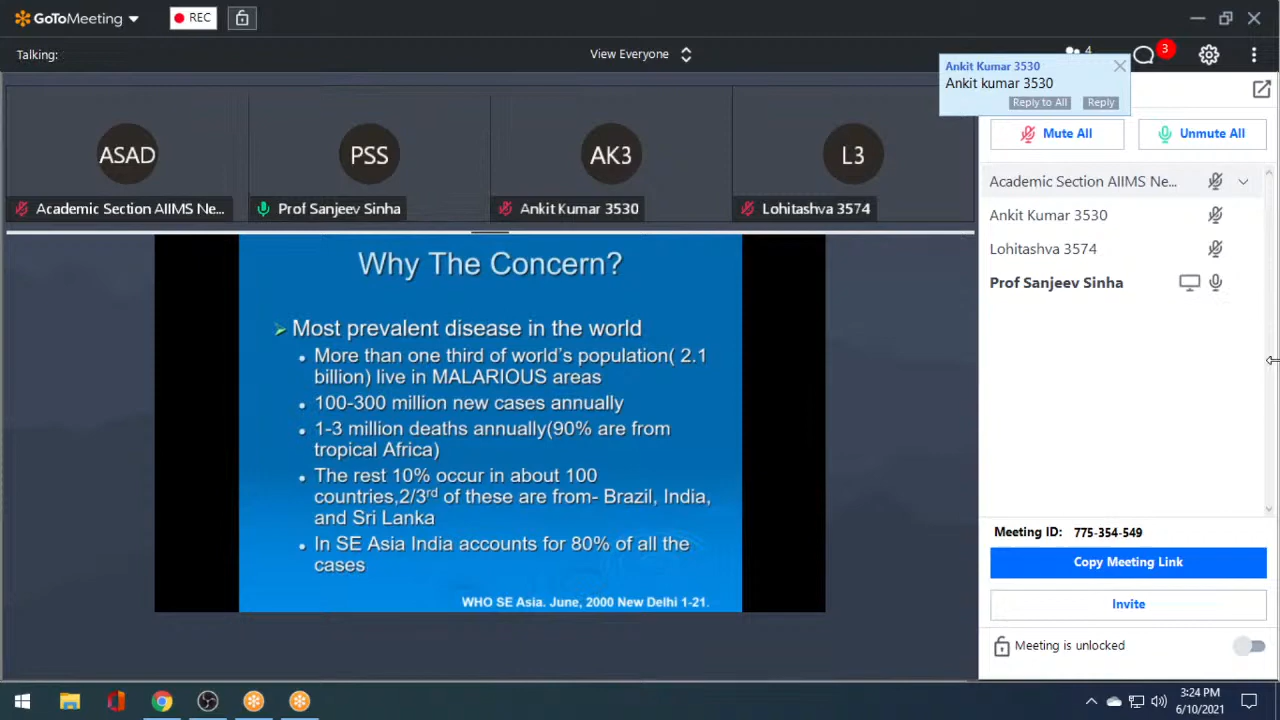 GoToMeeting
REC
Talking:
View Everyone
4
3
Ankit Kumar 3530
Ankit kumar 3530
Reply to All
Reply
Mute All
Unmute All
ASAD
PSS
AK3
L3
Academic Section AIIMS Ne...
Prof Sanjeev Sinha
Ankit Kumar 3530
Lohitashva 3574
Academic Section AIIMS Ne...
Ankit Kumar 3530
Lohitashva 3574
Prof Sanjeev Sinha
Why The Concern?
Most prevalent disease in the world
More than one third of world's population( 2.1
billion) live in MALARIOUS areas
100-300 million new cases annually
1-3 million deaths annually(90% are from
tropical Africa)
The rest 10% occur in about 100
countries,2/3rd of these are from- Brazil, India,
and Sri Lanka
In SE Asia India accounts for 80% of all the
cases
WHO SE Asia. June, 2000 New Delhi 1-21.
Meeting ID: 775-354-549
Copy Meeting Link
Invite
Meeting is unlocked
3:24 PM
6/10/2021